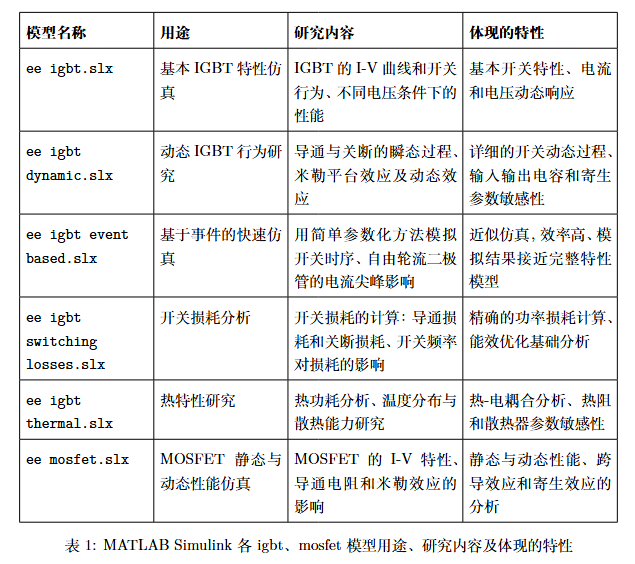 模型名称 用途 研究内容 体现的特性
ee igbt.slx 基本 IGBT 特性仿 IGBT 的 I-V 曲线和开关 基本开关特性、电流
真 行为、不同电压条件下的 和电压动态响应
性能
ee igbt 动态 IGBT 行为研 导通与关断的瞬态过程、 详细的开关动态过程、
dynamic.slx 究 米勒平台效应及动态效 输入输出电容和寄生
应 参数敏感性
ee igbt event 基于事件的快速仿 用简单参数化方法模拟 近似仿真，效率高、模
based.slx 真 开关时序、自由轮流二极 拟结果接近完整特性
管的电流尖峰影响 模型
ee igbt 开关损耗分析 开关损耗的计算：导通损 精确的功率损耗计算、
switching 耗和关断损耗、开关频率 能效优化基础分析
losses.slx 对损耗的影响
ee igbt 热特性研究 热功耗分析、温度分布与 热-电耦合分析、热阻
thermal.slx 散热能力研究 和散热器参数敏感性
ee mosfet.slx MOSFET 静态与 MOSFET 的 I-V 特性、 静态与动态性能、跨
动态性能仿真 导通电阻和米勒效应的 导效应和寄生效应的
影响 分析
表 1: MATLAB Simulink 各 igbt、mosfet 模型用途、研究内容及体现的特性